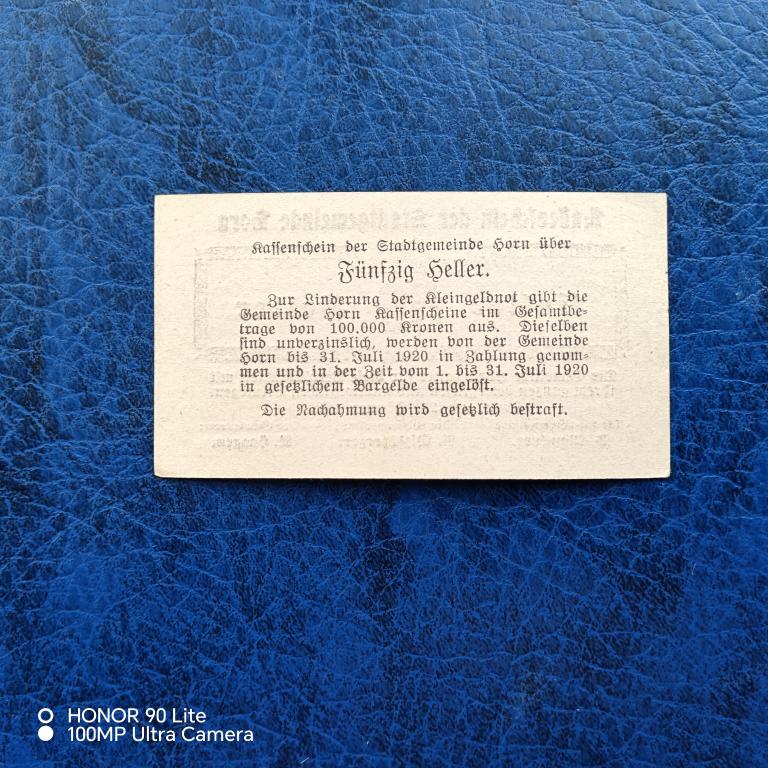 Kassenschein der Stadtgemeinde Horn über
Fünfzig Heller.
Zur Linderung der Kleingeldnot gibt die
Gemeinde Horn Kassenscheine im Gesamtbe-
trage von 100.000 Kronen aus. Dieselben
sind unverzinslich, werden von der Gemeinde
Horn bis 31. Juli 1920 in Zahlung genom-
men und in der Zeit vom 1. bis 31. Juli 1920
in gesetzlichem Bargelde eingelöst.
Die Nachahmung wird gesetzlich bestraft.
HONOR 90 Lite
100MP Ultra Camera